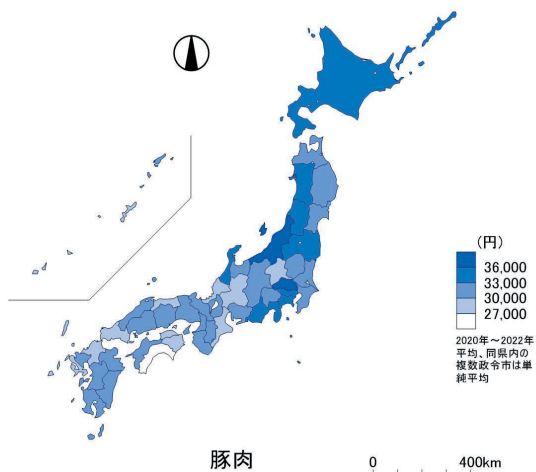 (円)
36,000
33,000
30,000
27,000
2020年～2022年
平均、同県内の
複数政令市は単
純平均
豚肉
0 400km